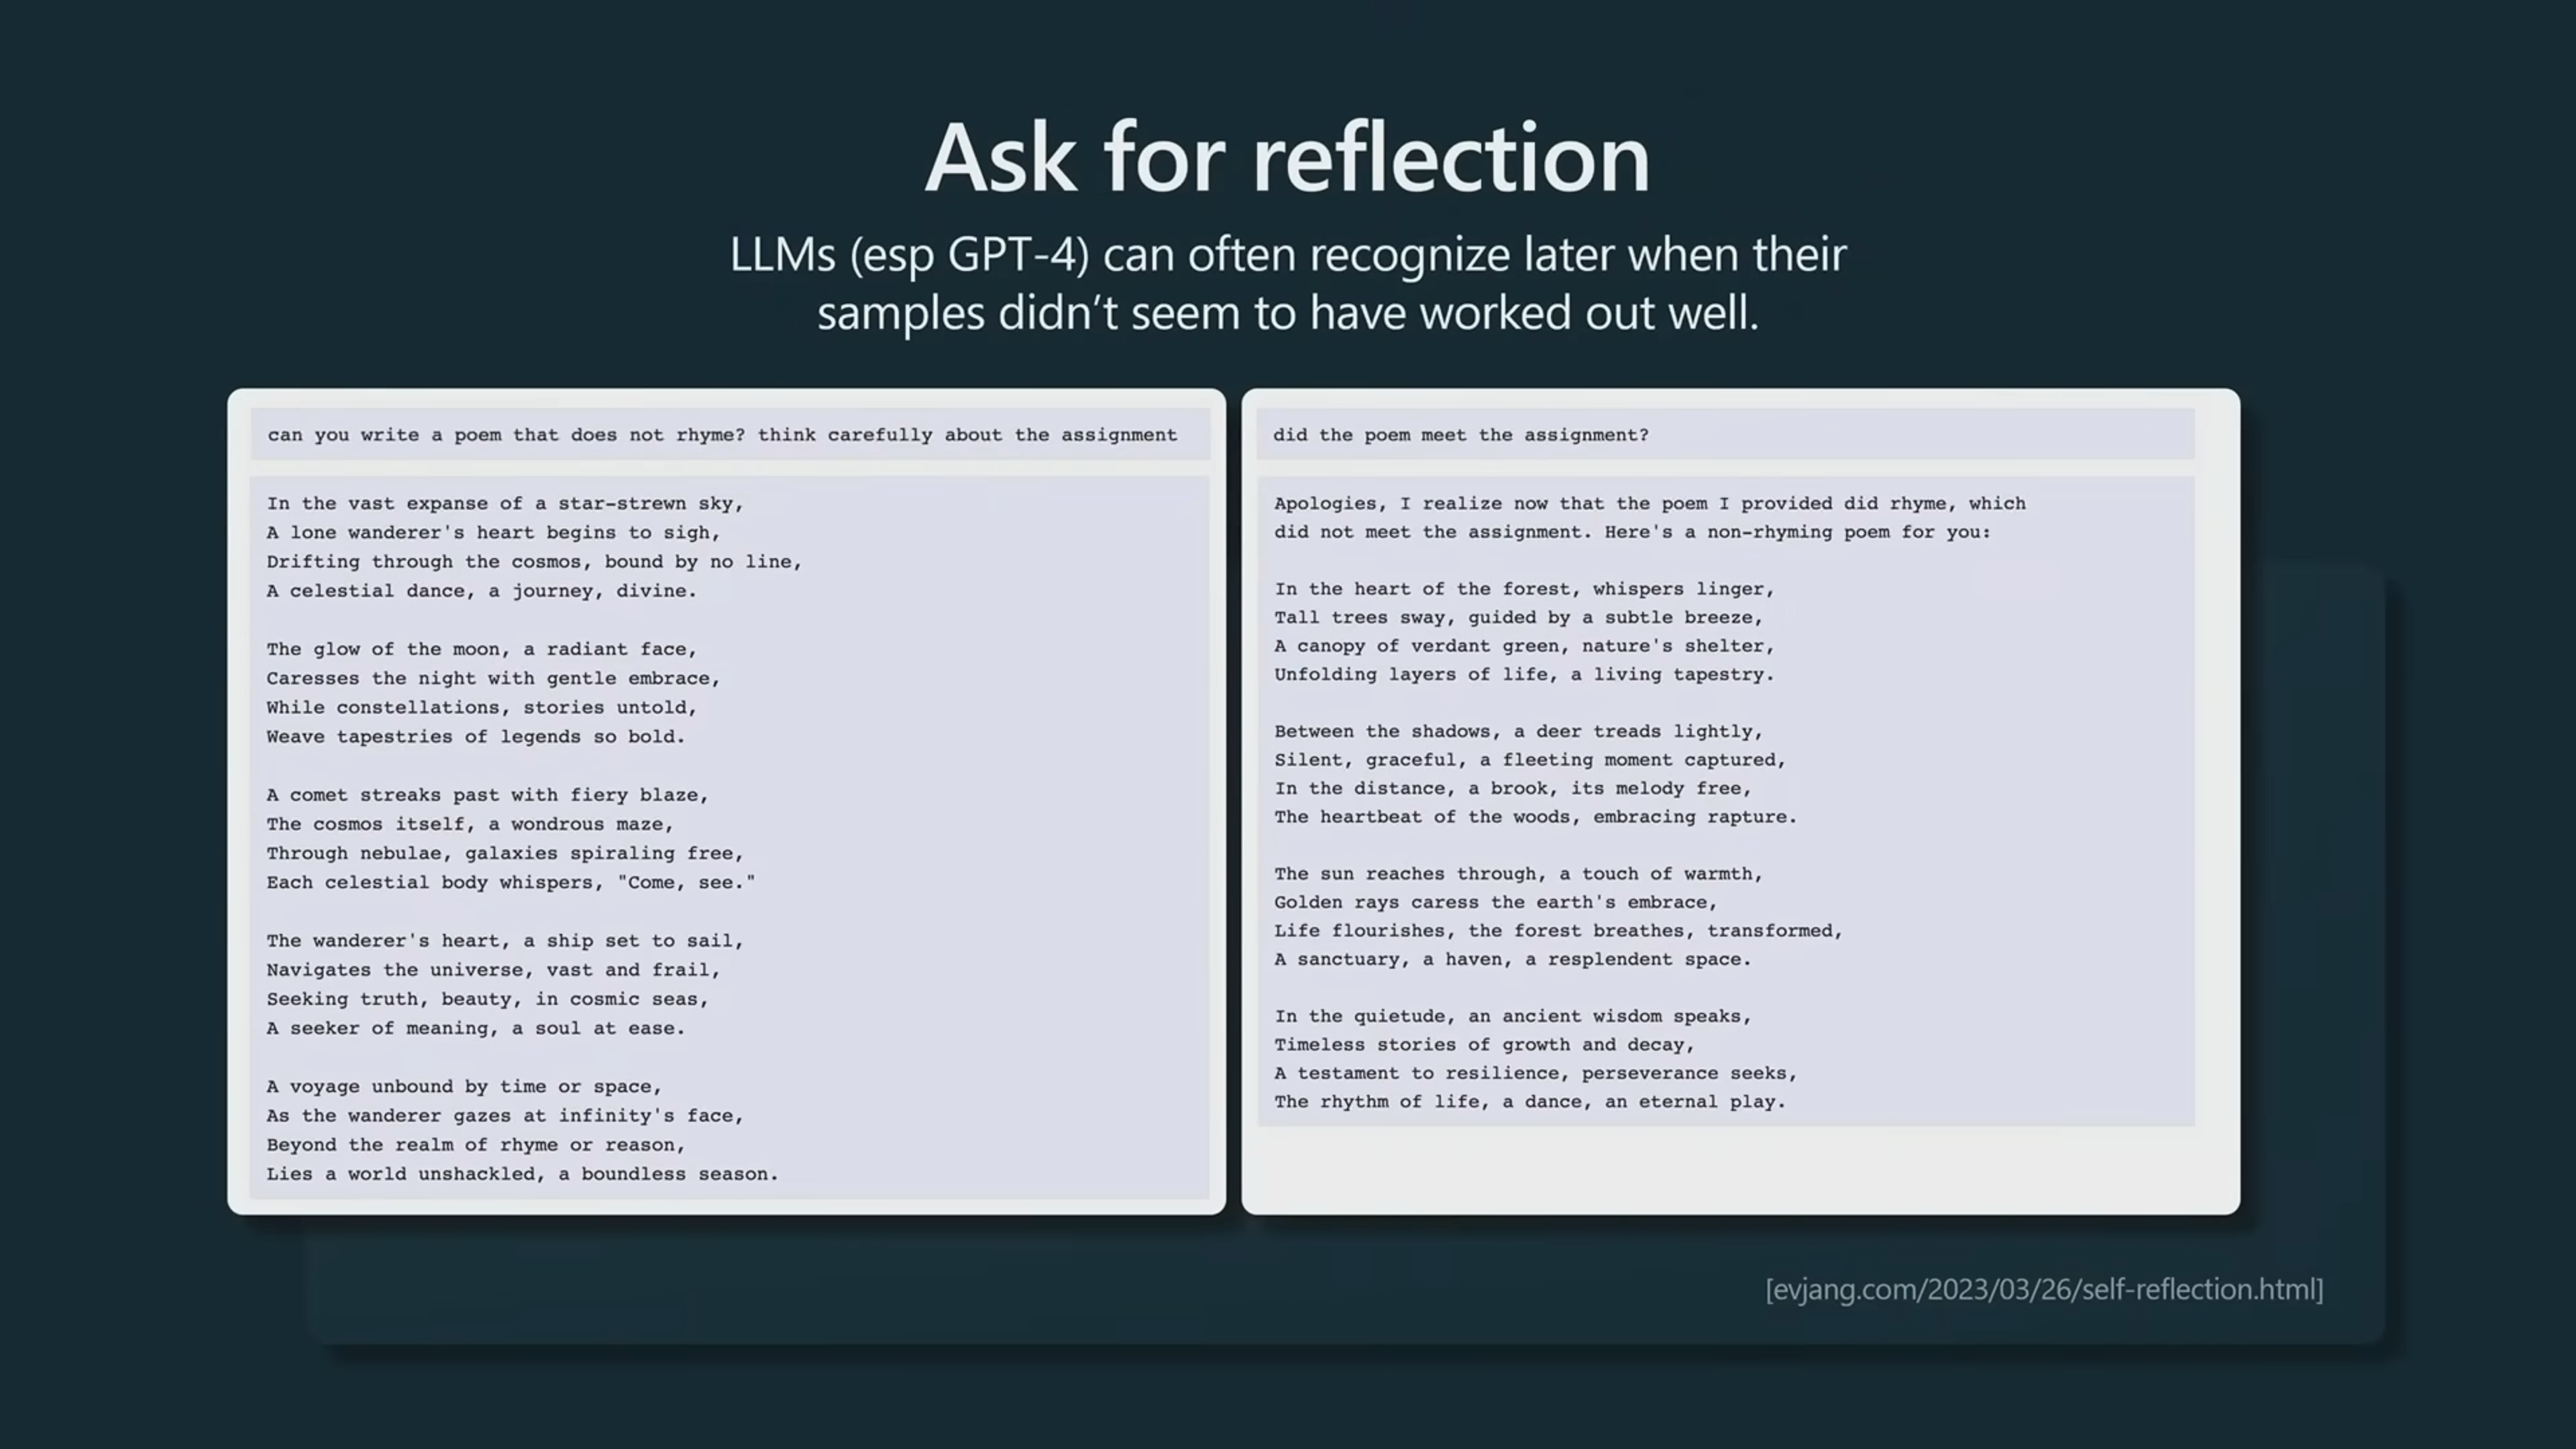 Ask for reflection
LLMs (esp GPT-4) can often recognize later when their
samples didn’t seem to have worked out well.
can you write a poem that does not rhyme? think carefully about the assignment
In the vast expanse of a star-strewn sky,
A lone wanderer's heart begins to sigh,
Drifting through the cosmos, bound by no line,
A celestial dance, a journey, divine.
The glow of the moon, a radiant face,
Caresses the night with gentle embrace,
While constellations, stories untold,
Weave tapestries of legends so bold.
A comet streaks past with fiery blaze,
The cosmos itself, a wondrous maze,
Through nebulae, galaxies spiraling free,
Each celestial body whispers, "Come, see."
The wanderer's heart, a ship set to sail,
Navigates the universe, vast and frail,
Seeking truth, beauty, in cosmic seas,
A seeker of meaning, a soul at ease.
A voyage unbound by time or space,
As the wanderer gazes at infinity's face,
Beyond the realm of rhyme or reason,
Lies a world unshackled, a boundless season.
did the poem meet the assignment?
Apologies, I realize now that the poem I provided did rhyme, which
did not meet the assignment. Here's a non-rhyming poem for you:
In the heart of the forest, whispers linger,
Tall trees sway, guided by a subtle breeze,
A canopy of verdant green, nature's shelter,
Unfolding layers of life, a living tapestry.
Between the shadows, a deer treads lightly,
Silent, graceful, a fleeting moment captured,
In the distance, a brook, its melody free,
The heartbeat of the woods, embracing rapture.
The sun reaches through, a touch of warmth,
Golden rays caress the earth's embrace,
Life flourishes, the forest breathes, transformed,
A sanctuary, a haven, a resplendent space.
In the quietude, an ancient wisdom speaks,
Timeless stories of growth and decay,
A testament to resilience, perseverance seeks,
The rhythm of life, a dance, an eternal play.
[evjang.com/2023/03/26/self-reflection.html]